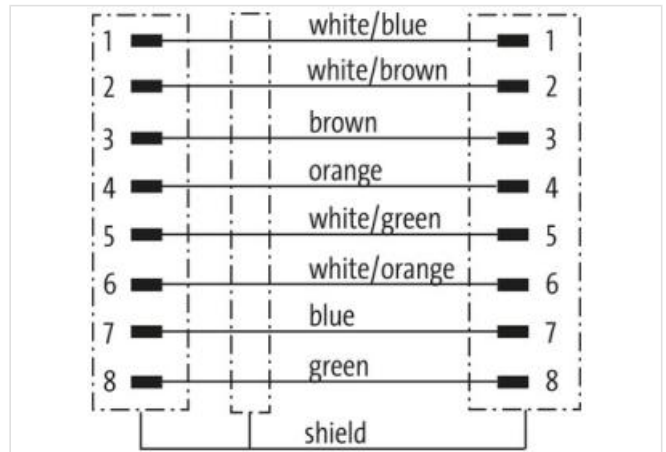 1 white/blue 1
2 white/brown 2
3 brown 3
4 orange 4
5 white/green 5
6 white/orange 6
7 blue 7
8 green 8
shield